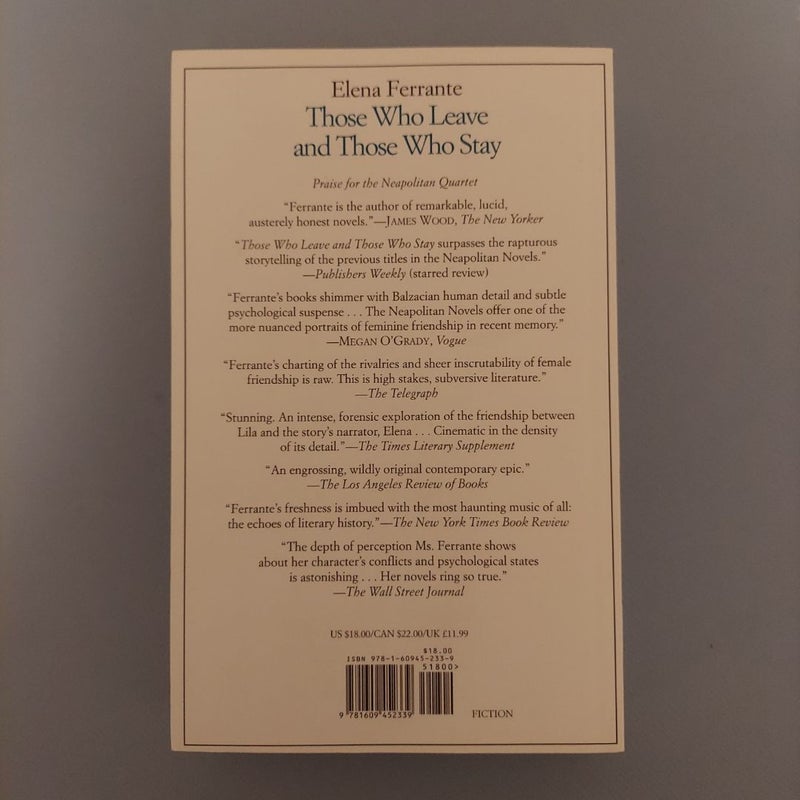 Elena Ferrante
Those Who Leave
and Those Who Stay
Praise for the Neapolitan Quartet
“Ferrante is the author of remarkable, lucid,
austerely honest novels.”—JAMES WOOD, The New Yorker
“Those Who Leave and Those Who Stay surpasses the rapturous
storytelling of the previous titles in the Neapolitan Novels.”
—Publishers Weekly (starred review)
“Ferrante’s books shimmer with Balzacian human detail and subtle
psychological suspense . . . The Neapolitan Novels offer one of the
more nuanced portraits of feminine friendship in recent memory.”
—MEGAN O’GRADY, Vogue
“Ferrante’s charting of the rivalries and sheer inscrutability of female
friendship is raw. This is high stakes, subversive literature.”
—The Telegraph
“Stunning. An intense, forensic exploration of the friendship between
Lila and the story’s narrator, Elena . . . Cinematic in the density
of its detail.”—The Times Literary Supplement
“An engrossing, wildly original contemporary epic.”
—The Los Angeles Review of Books
“Ferrante’s freshness is imbued with the most haunting music of all:
the echoes of literary history.”—The New York Times Book Review
“The depth of perception Ms. Ferrante shows
about her character’s conflicts and psychological states
is astonishing . . . Her novels ring so true.”
—The Wall Street Journal
US $18.00/CAN $22.00/UK £11.99
$18.00
ISBN 978-1-60945-233-9
51800>
9 781609 452339
FICTION